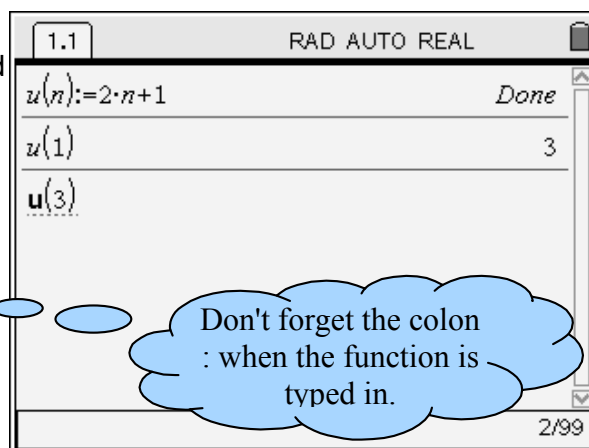 1.1 RAD AUTO REAL
d
u(n):=2·n+1 Done
u(1) 3
u(3)
Don't forget the colon
: when the function is
typed in.
2/99